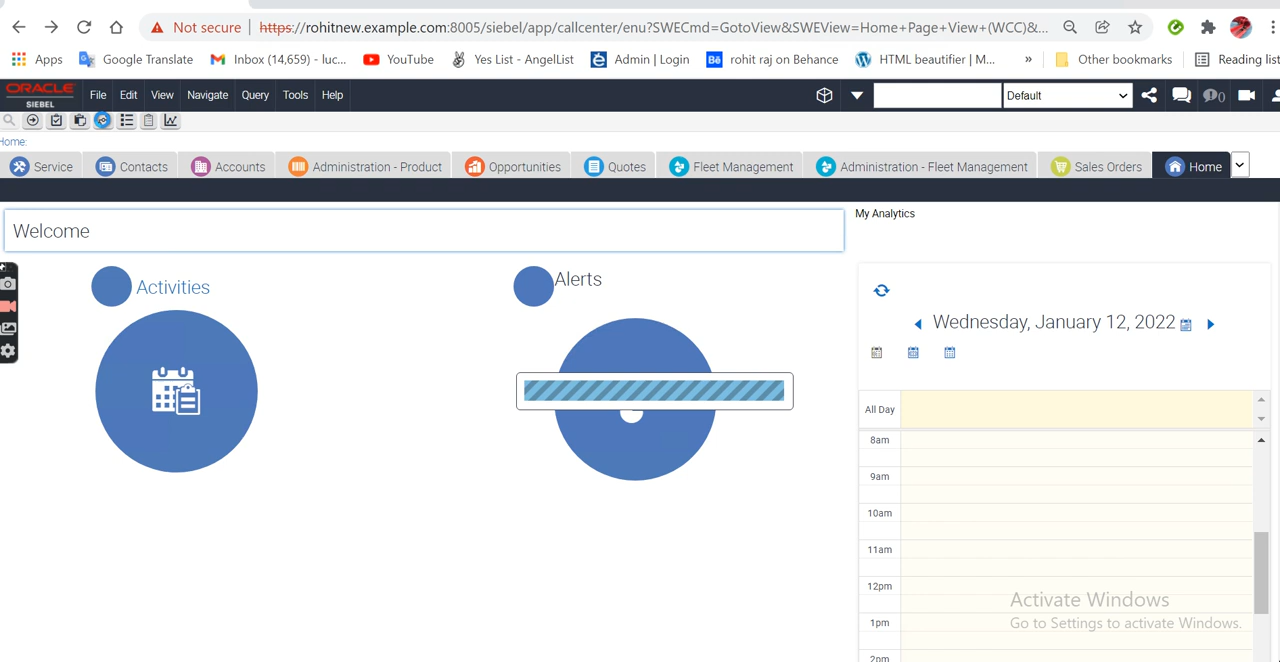 Not secure | https://rohitnew.example.com:8005/siebel/app/callcenter/enu?SWECmd=GotoView&SWEView=Home+Page+View+(WCC)&...
Apps Google Translate Inbox (14,659) - luc... YouTube Yes List - AngelList Admin | Login Bē rohit raj on Behance HTML beautifier | M... » Other bookmarks Reading list
ORACLE
SIEBEL
File Edit View Navigate Query Tools Help Default 0
Home:
Service Contacts Accounts Administration - Product Opportunities Quotes Fleet Management Administration - Fleet Management Sales Orders Home
Welcome
My Analytics
Activities
Alerts
Wednesday, January 12, 2022
All Day
8am
9am
10am
11am
12pm
1pm
2pm
Activate Windows
Go to Settings to activate Windows.